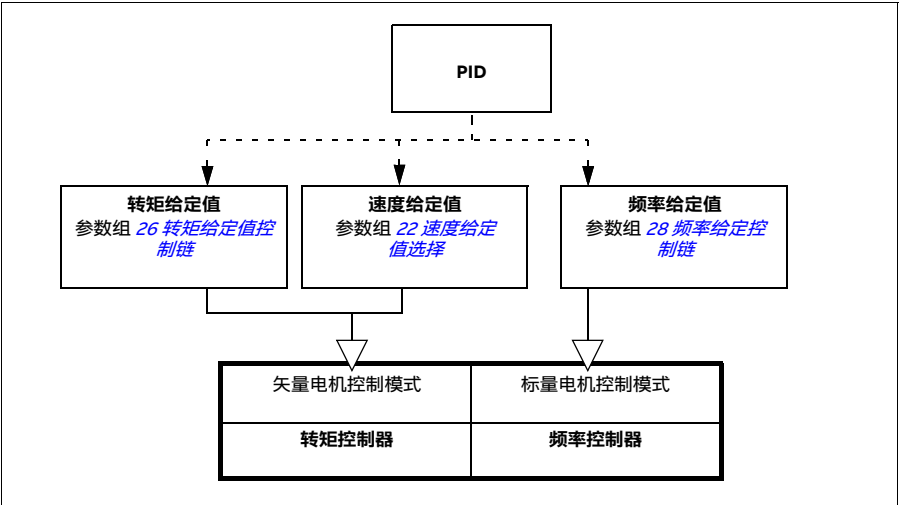 PID
转矩给定值
参数组 26 转矩给定值控
制链
速度给定值
参数组 22 速度给定
值选择
频率给定值
参数组 28 频率给定控
制链
矢量电机控制模式
标量电机控制模式
转矩控制器
频率控制器